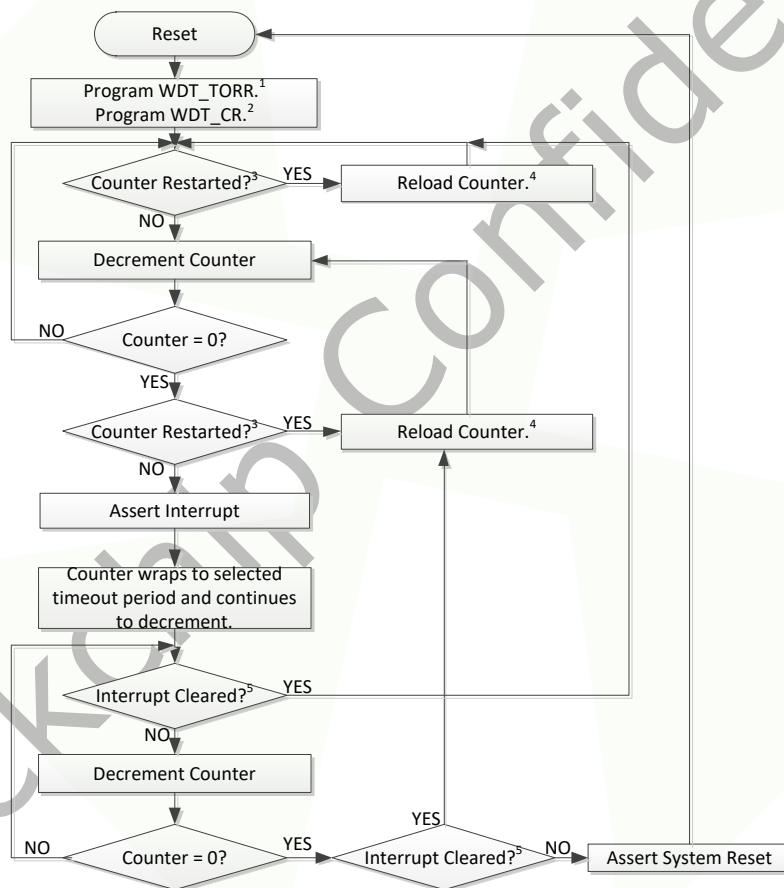 Reset
Program WDT_TORR.¹
Program WDT_CR.²
Counter Restarted?³
YES
Reload Counter.⁴
NO
Decrement Counter
NO
Counter = 0?
YES
Counter Restarted?³
YES
Reload Counter.⁴
NO
Assert Interrupt
Counter wraps to selected
timeout period and continues
to decrement.
Interrupt Cleared?⁵
YES
NO
Decrement Counter
NO
Counter = 0?
YES
YES
Interrupt Cleared?⁵
NO
Assert System Reset
ckchip Confide